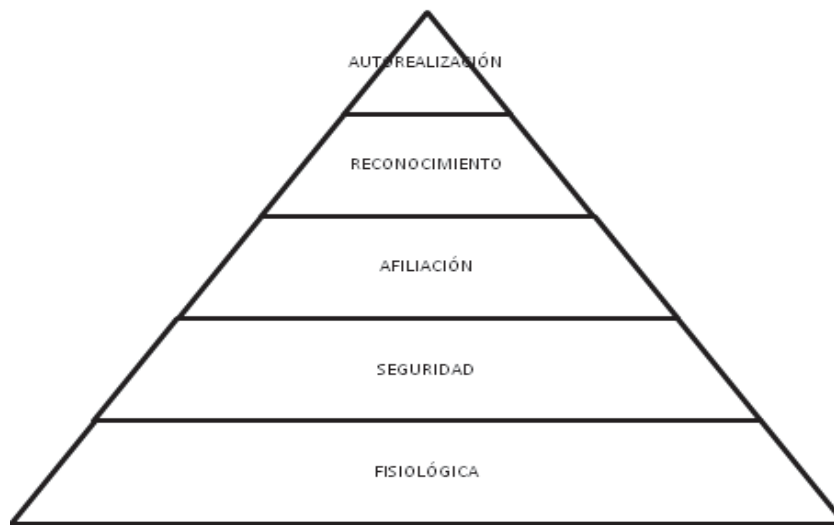 AUTOREALIZACIÓN
RECONOCIMIENTO
AFILIACIÓN
SEGURIDAD
FISIOLÓGICA